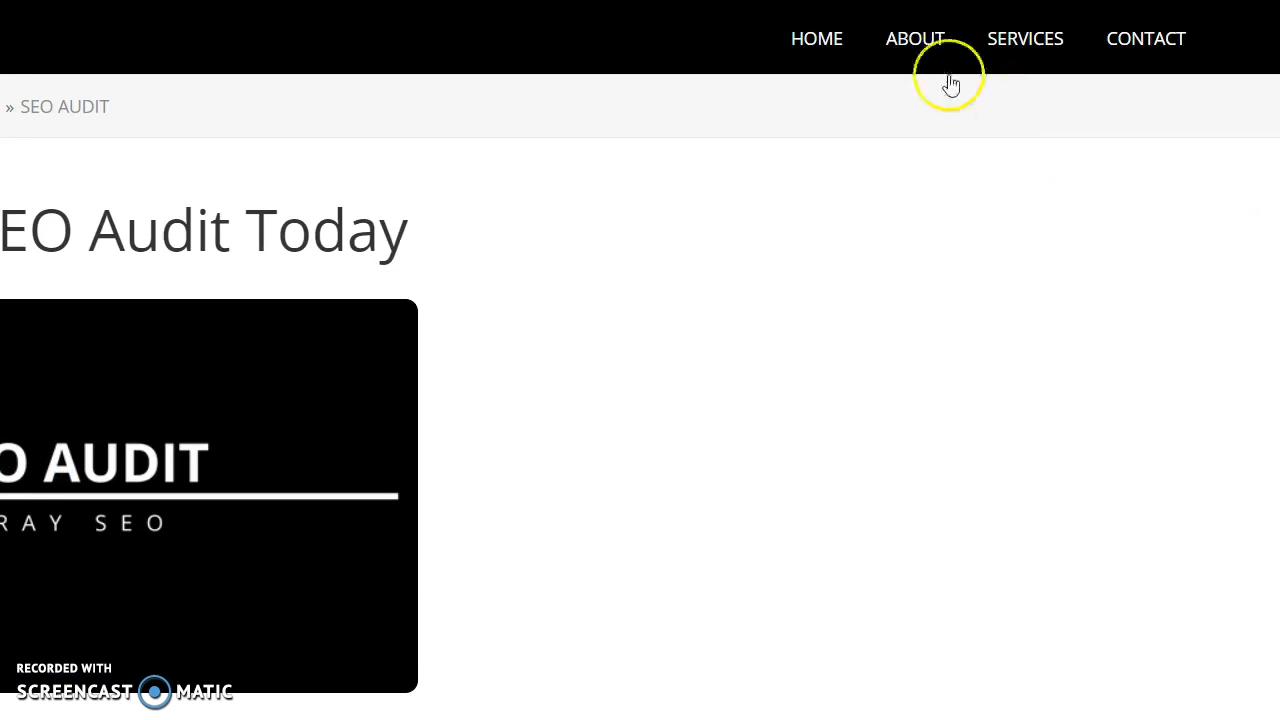 HOME ABOUT SERVICES CONTACT
» SEO AUDIT
EO Audit Today
O AUDIT
RAY SEO
RECORDED WITH
SCREENCAST MATIC